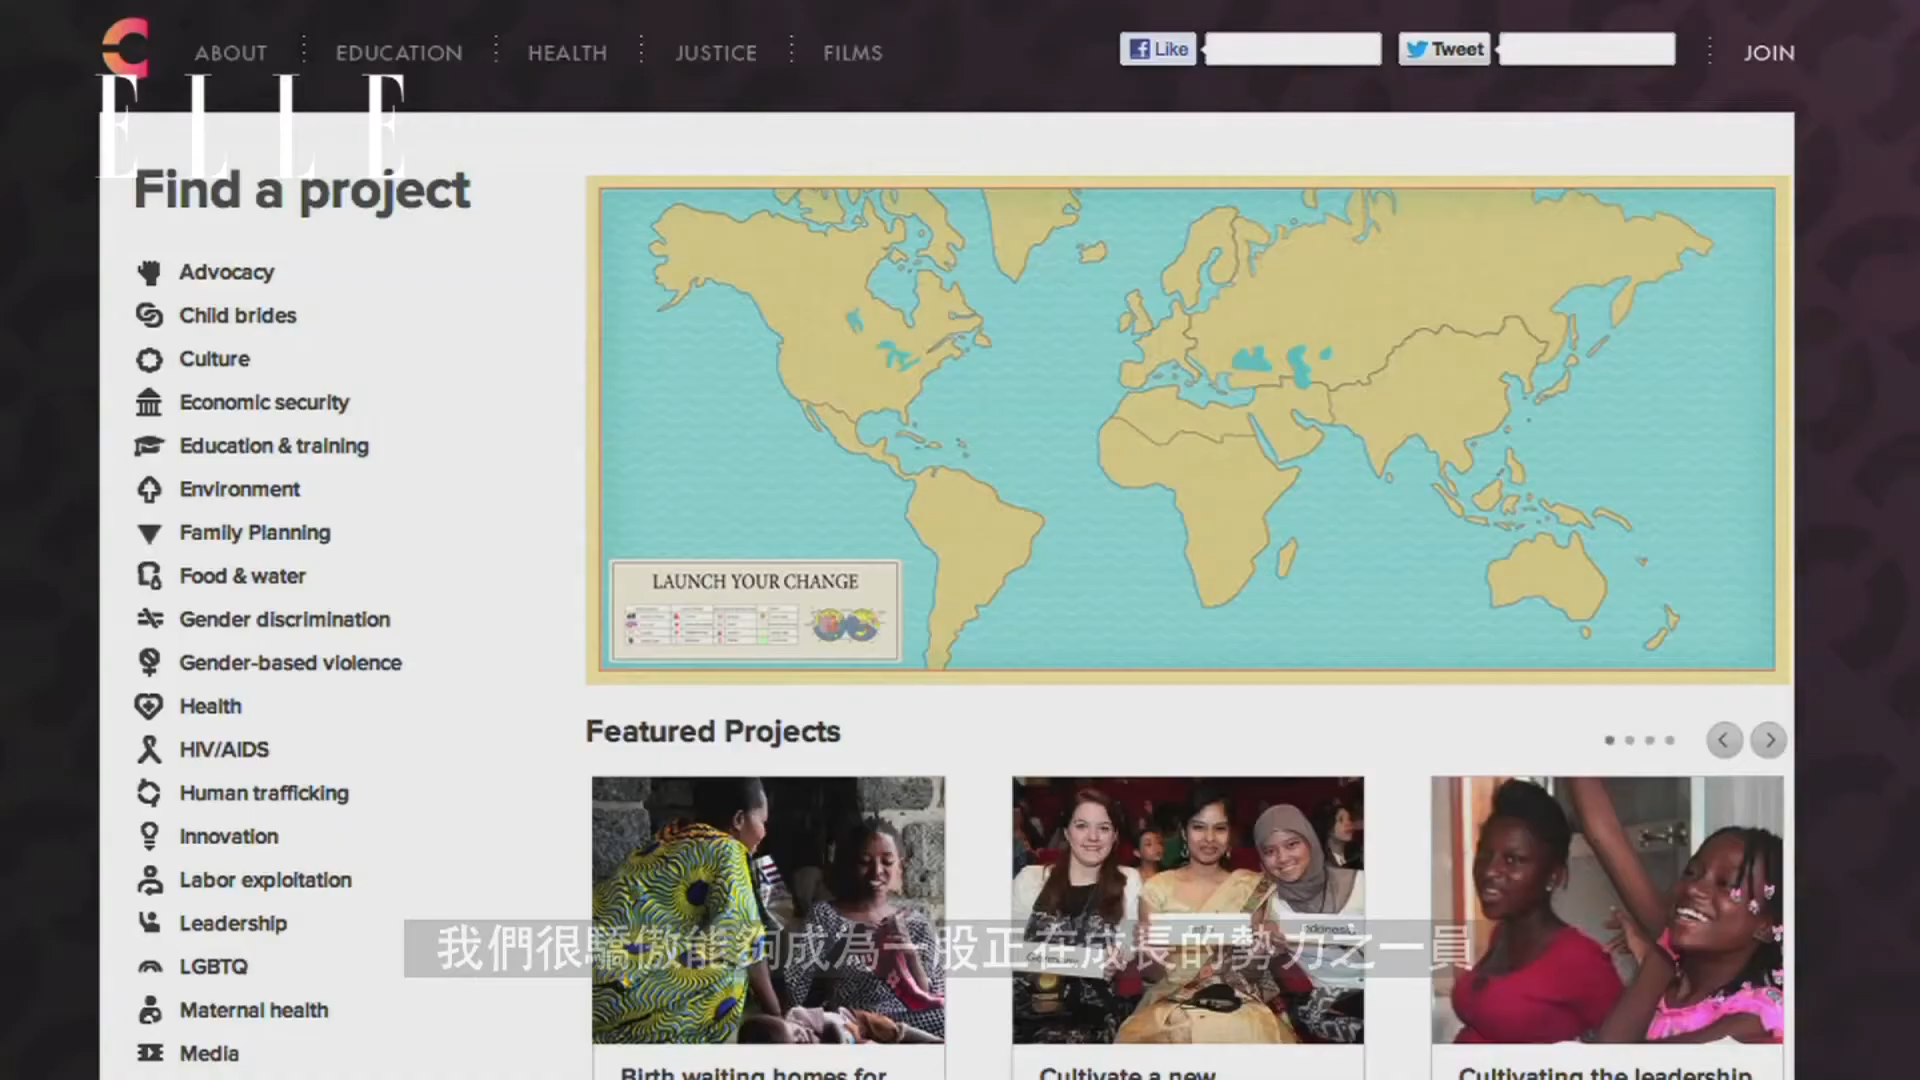 ABOUT
EDUCATION
HEALTH
JUSTICE
FILMS
Like
Tweet
JOIN
ELLE
Find a project
Advocacy
Child brides
Culture
Economic security
Education & training
Environment
Family Planning
Food & water
Gender discrimination
Gender-based violence
Health
HIV/AIDS
Human trafficking
Innovation
Labor exploitation
Leadership
LGBTQ
Maternal health
Media
LAUNCH YOUR CHANGE
Featured Projects
Germany
我們很驕傲能夠成為一股正在成長的勢力之一員
Birth waiting homes for
Cultivate a new
Cultivating the leadership